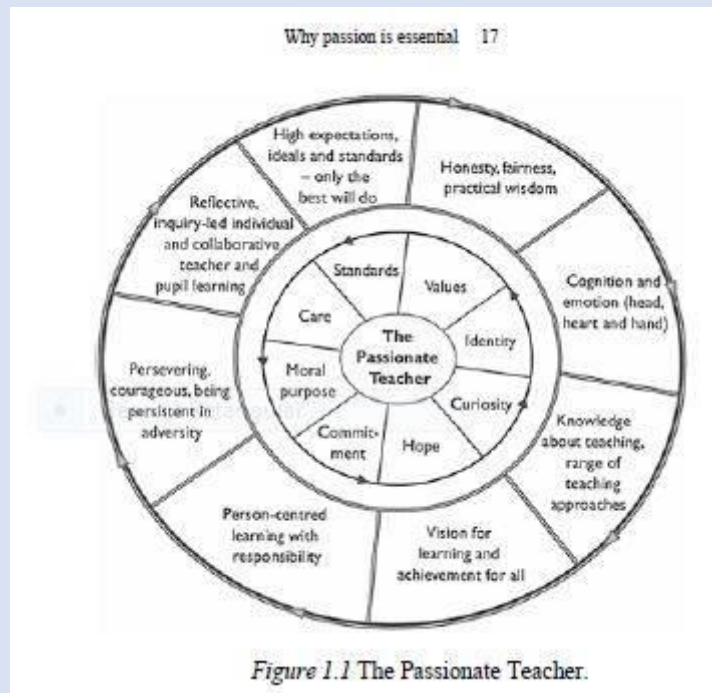 Why passion is essential 17
High expectations,
ideals and standards
– only the
best will do
Honesty, fairness,
practical wisdom
Cognition and
emotion (head,
heart and hand)
Knowledge
about teaching,
range of
teaching
approaches
Vision for
learning and
achievement for all
Person-centred
learning with
responsibility
Persevering,
courageous, being
persistent in
adversity
Reflective,
inquiry-led individual
and collaborative
teacher and
pupil learning
Standards
Values
Identity
Curiosity
Hope
Commit-
ment
Moral
purpose
Care
The
Passionate
Teacher
Figure 1.1 The Passionate Teacher.